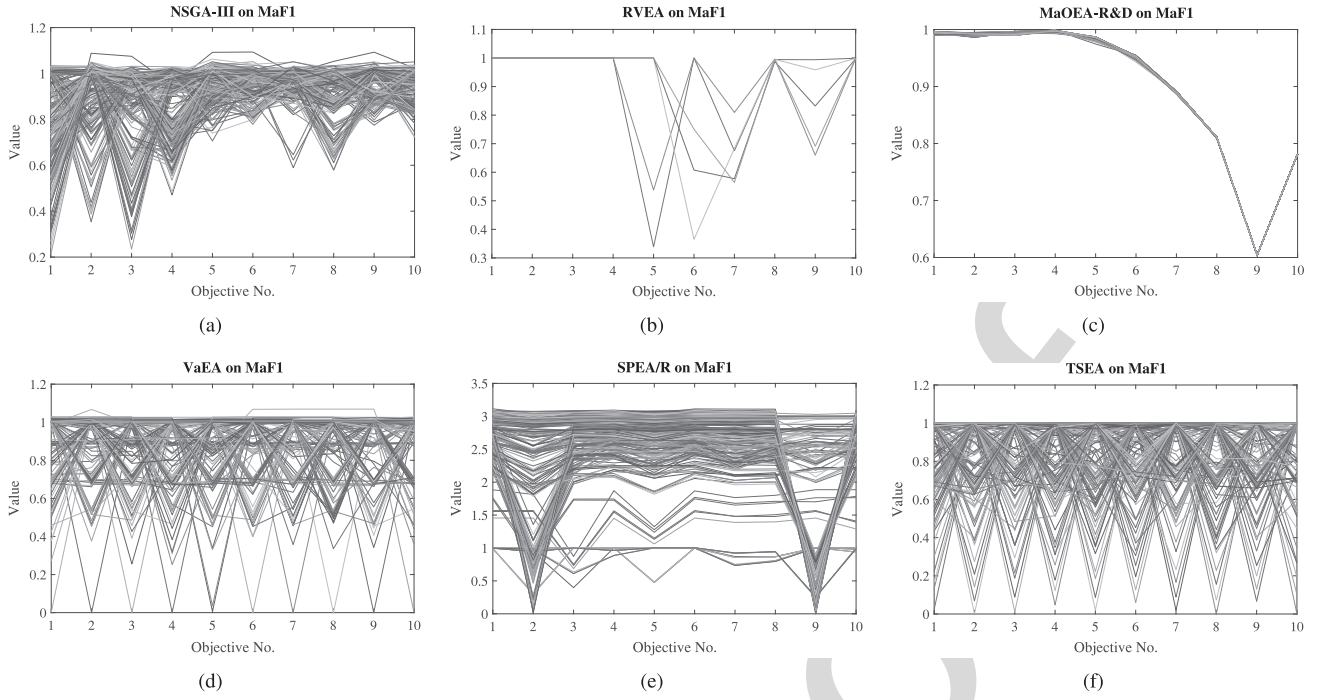 NSGA-III on MaF1
1.2
1
0.8
0.6
0.4
0.2
Value
1 2 3 4 5 6 7 8 9 10
Objective No.
(a)
RVEA on MaF1
1.1
1
0.9
0.8
0.7
0.6
0.5
0.4
0.3
Value
1 2 3 4 5 6 7 8 9 10
Objective No.
(b)
MaOEA-R&D on MaF1
1
0.9
0.8
0.7
0.6
Value
1 2 3 4 5 6 7 8 9 10
Objective No.
(c)
VaEA on MaF1
1.2
1
0.8
0.6
0.4
0.2
0
Value
1 2 3 4 5 6 7 8 9 10
Objective No.
(d)
SPEA/R on MaF1
3.5
3
2.5
2
1.5
1
0.5
0
Value
1 2 3 4 5 6 7 8 9 10
Objective No.
(e)
TSEA on MaF1
1.2
1
0.8
0.6
0.4
0.2
0
Value
1 2 3 4 5 6 7 8 9 10
Objective No.
(f)